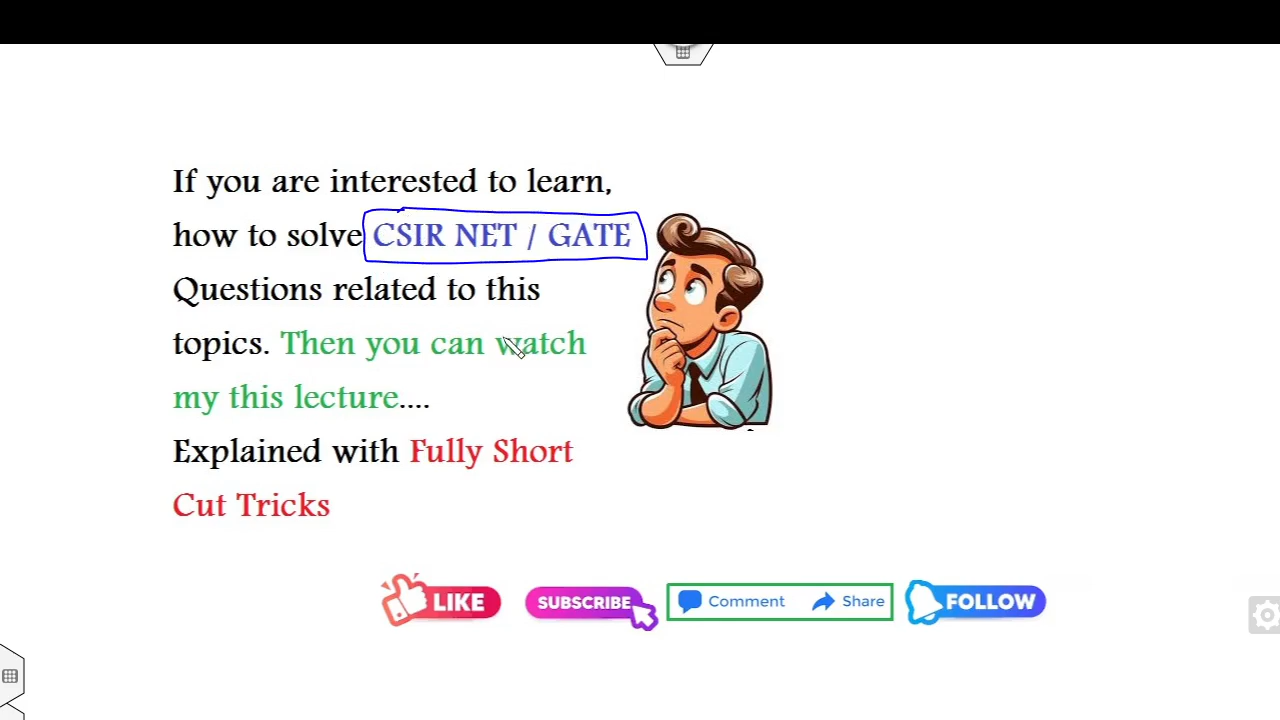 If you are interested to learn,
how to solve CSIR NET / GATE
Questions related to this
topics. Then you can watch
my this lecture....
Explained with Fully Short
Cut Tricks
LIKE SUBSCRIBE Comment Share FOLLOW